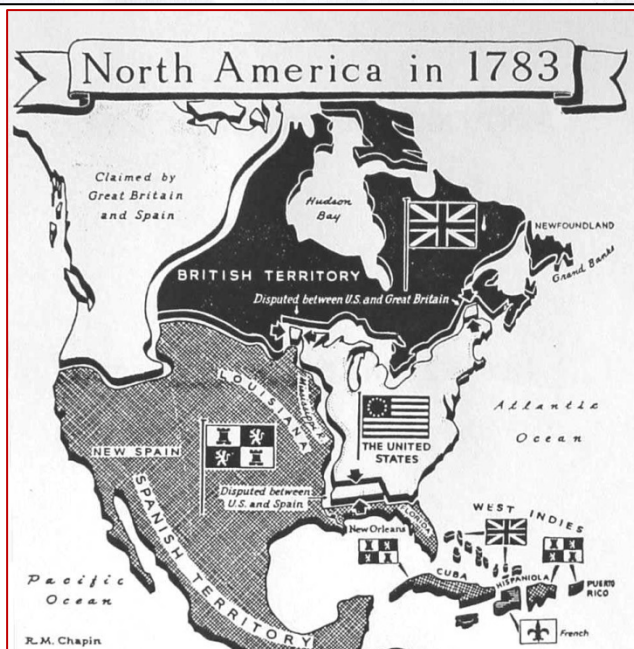 North America in 1783
Claimed by
Great Britain
and Spain
Hudson
Bay
NEWFOUNDLAND
Grand Banks
BRITISH TERRITORY
Disputed between U.S. and Great Britain
LOUISIANA
Mississippi R.
NEW SPAIN
THE UNITED
STATES
Atlantic
Ocean
Disputed between
U.S. and Spain
SPANISH TERRITORY
New Orleans
FLORIDA
WEST INDIES
CUBA
HISPANIOLA
PUERTO
RICO
Pacific
Ocean
French
R. M. Chapin